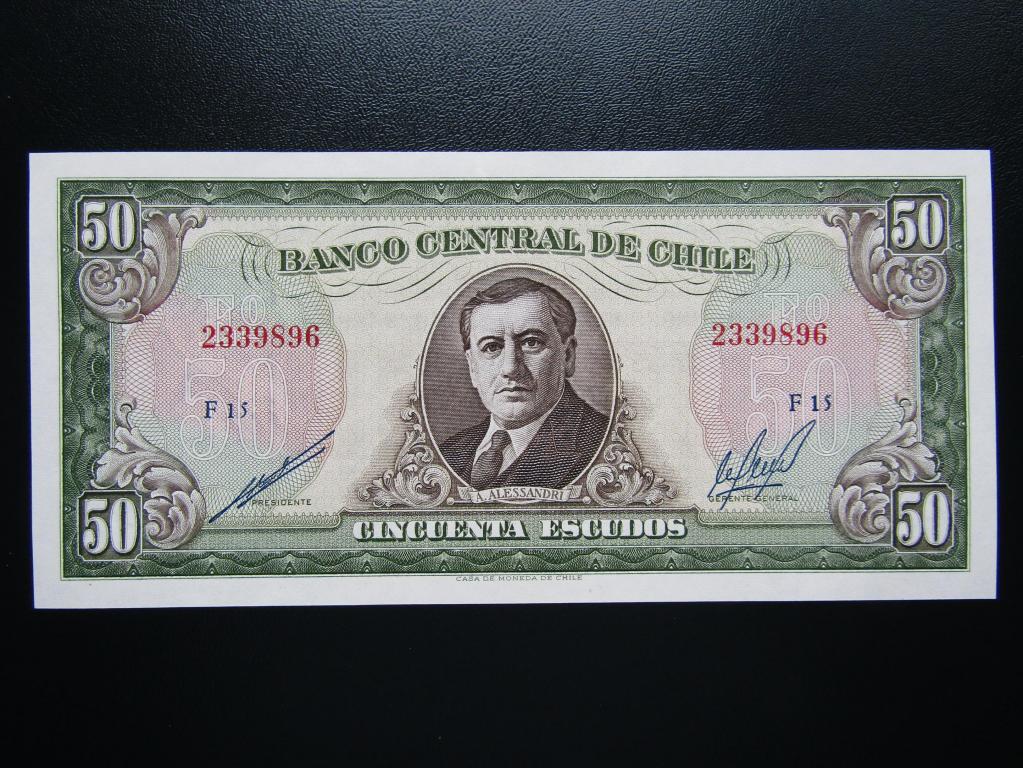 50 50
BANCO CENTRAL DE CHILE
Eº Eº
2339896 2339896
50 50
F 15 F 15
PRESIDENTE GERENTE GENERAL
A. ALESSANDRI
50 50
CINCUENTA ESCUDOS
CASA DE MONEDA DE CHILE